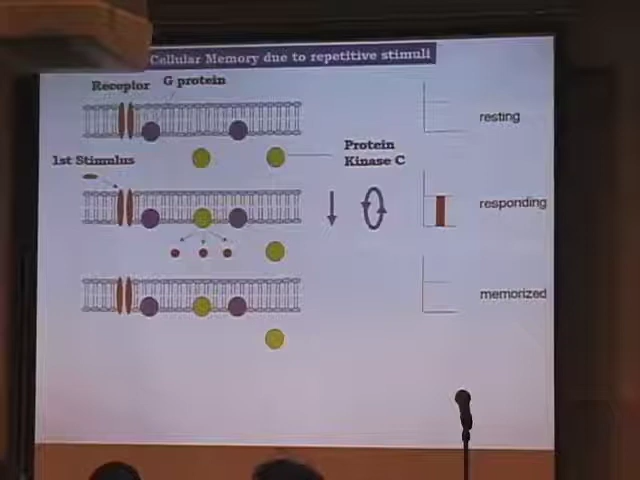 Cellular Memory due to repetitive stimuli
Receptor G protein
resting
Protein
Kinase C
1st Stimulus
responding
memorized